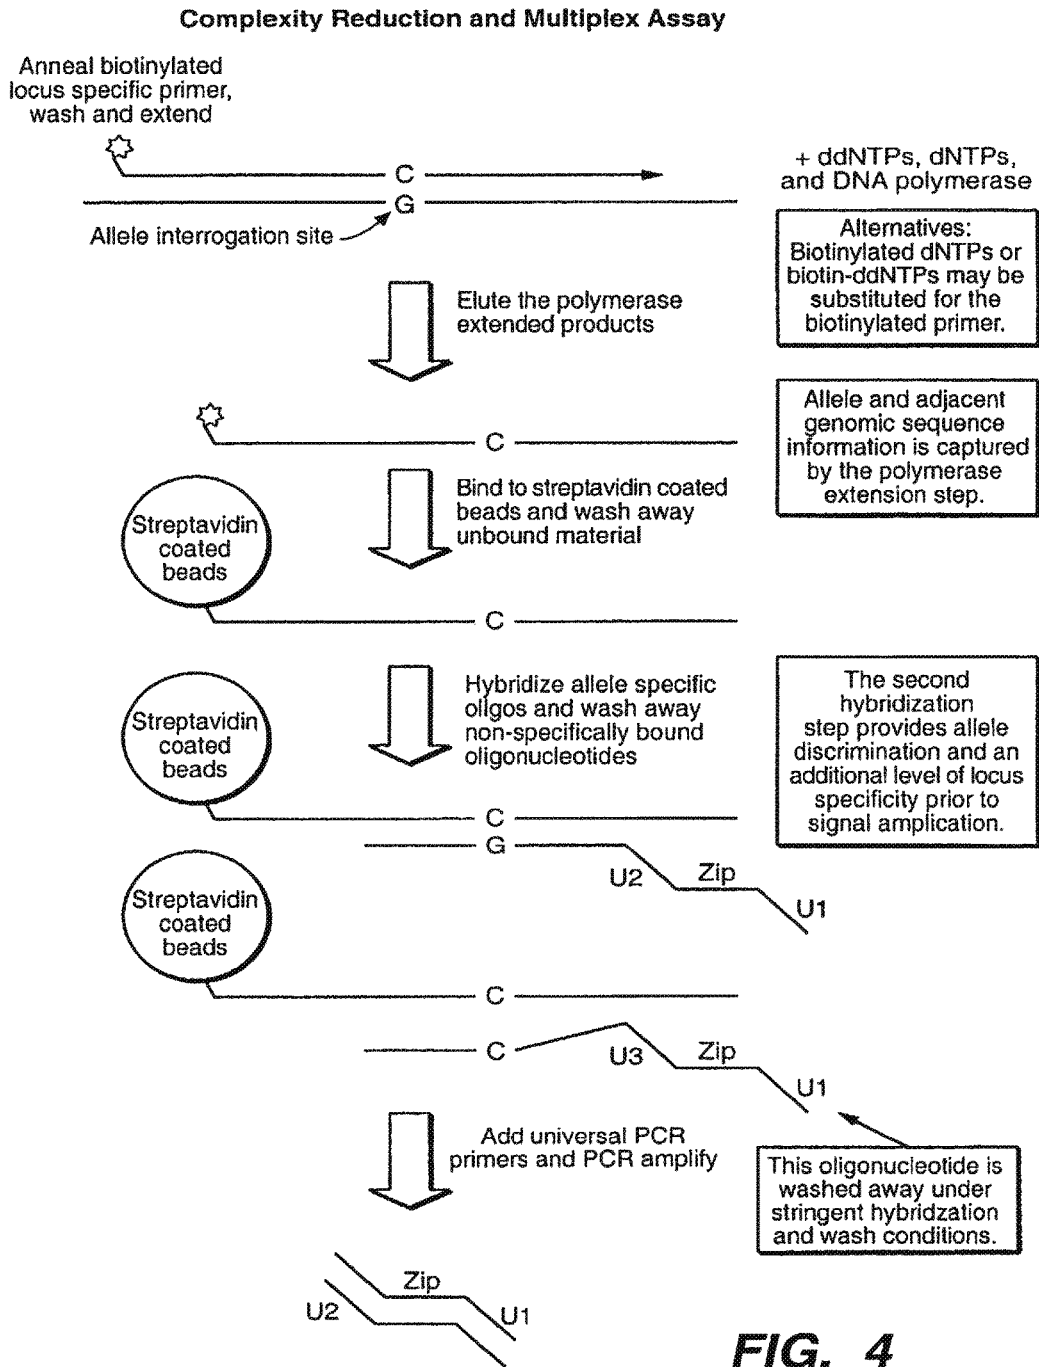 Complexity Reduction and Multiplex Assay
Anneal biotinylated
locus specific primer,
wash and extend
C
G
Allele interrogation site
+ ddNTPs, dNTPs,
and DNA polymerase
Alternatives:
Biotinylated dNTPs or
biotin-ddNTPs may be
substituted for the
biotinylated primer.
Elute the polymerase
extended products
C
Allele and adjacent
genomic sequence
information is captured
by the polymerase
extension step.
Streptavidin
coated
beads
Bind to streptavidin coated
beads and wash away
unbound material
C
Streptavidin
coated
beads
Hybridize allele specific
oligos and wash away
non-specifically bound
oligonucleotides
The second
hybridization
step provides allele
discrimination and an
additional level of locus
specificity prior to
signal amplication.
C
G
U2
Zip
U1
Streptavidin
coated
beads
C
C
U3
Zip
U1
Add universal PCR
primers and PCR amplify
This oligonucleotide is
washed away under
stringent hybridzation
and wash conditions.
Zip
U2
U1
FIG. 4